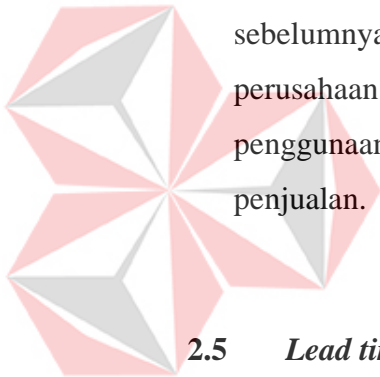 sebelumnya
perusahaan
penggunaan
penjualan.
2.5 Lead ti